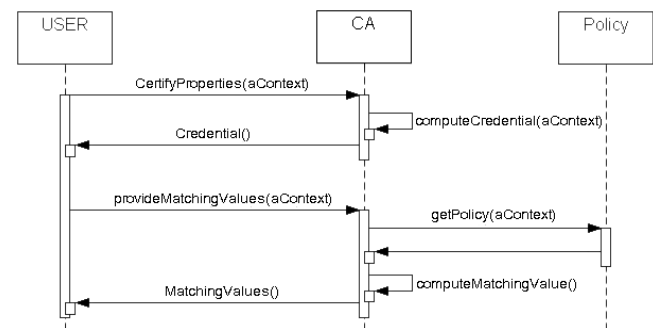 USER
CA
Policy
CertifyProperties(aContext)
computeCredential(aContext)
Credential()
provideMatchingValues(aContext)
getPolicy(aContext)
computeMatchingValue()
MatchingValues()